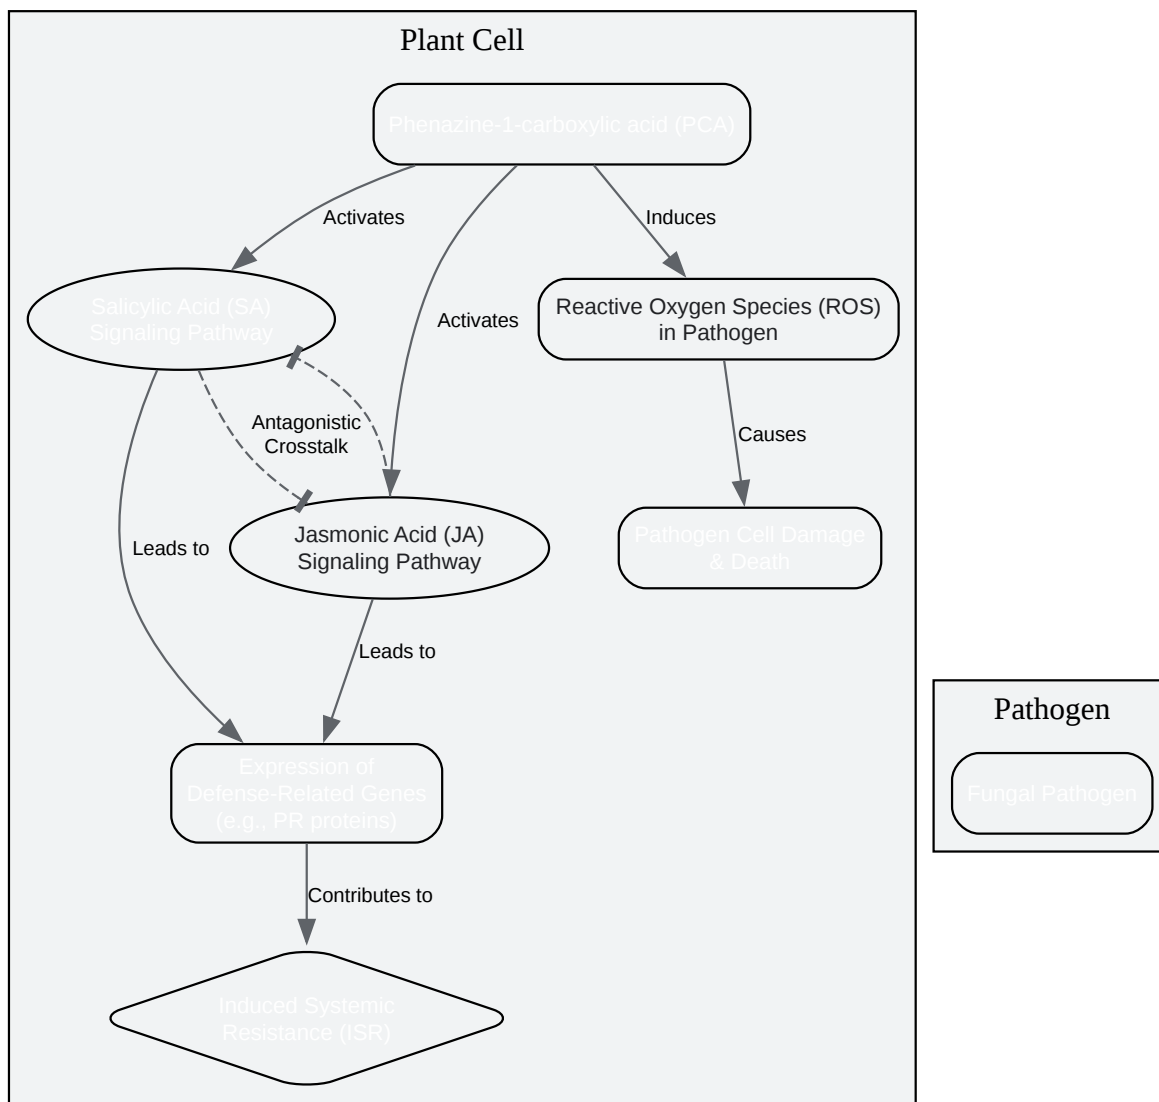 Plant Cell
Phenazine-1-carboxylic acid (PCA)
Activates
Induces
Salicylic Acid (SA)
Signaling Pathway
Activates
Reactive Oxygen Species (ROS)
in Pathogen
Antagonistic
Crosstalk
Causes
Leads to
Jasmonic Acid (JA)
Signaling Pathway
Pathogen Cell Damage
& Death
Leads to
Pathogen
Fungal Pathogen
Expression of
Defense-Related Genes
(e.g., PR proteins)
Contributes to
Induced Systemic
Resistance (ISR)